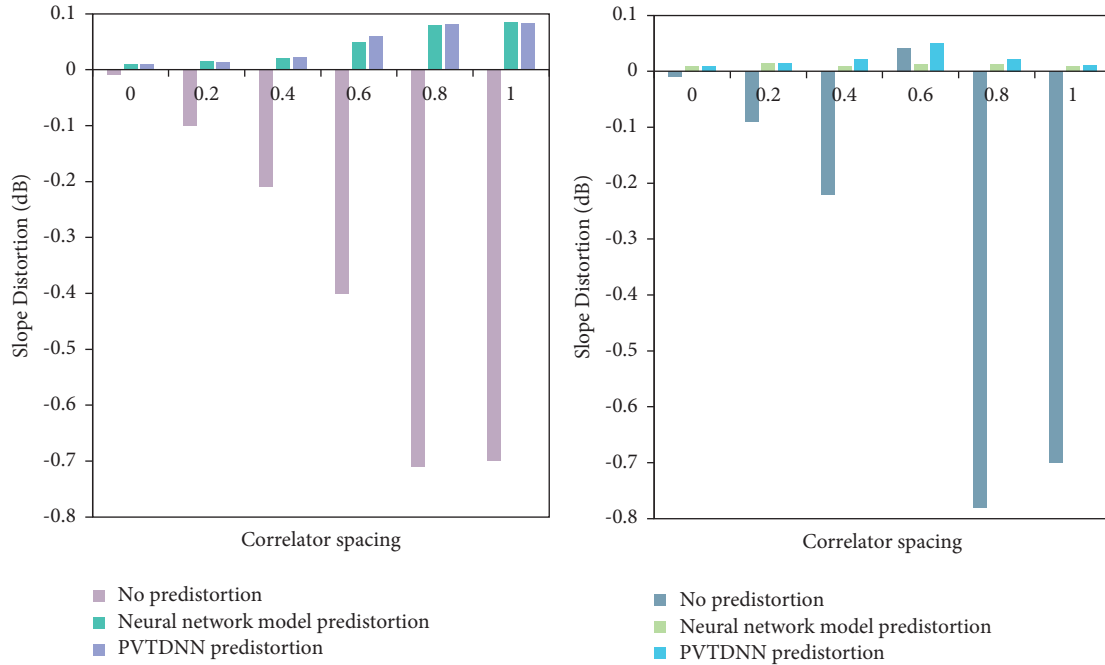 0.1
0
-0.1
-0.2
-0.3
-0.4
-0.5
-0.6
-0.7
-0.8
Slope Distortion (dB)
0 0.2 0.4 0.6 0.8 1
Correlator spacing
No predistortion
Neural network model predistortion
PVTDNN predistortion
0.1
0
-0.1
-0.2
-0.3
-0.4
-0.5
-0.6
-0.7
-0.8
Slope Distortion (dB)
0 0.2 0.4 0.6 0.8 1
Correlator spacing
No predistortion
Neural network model predistortion
PVTDNN predistortion